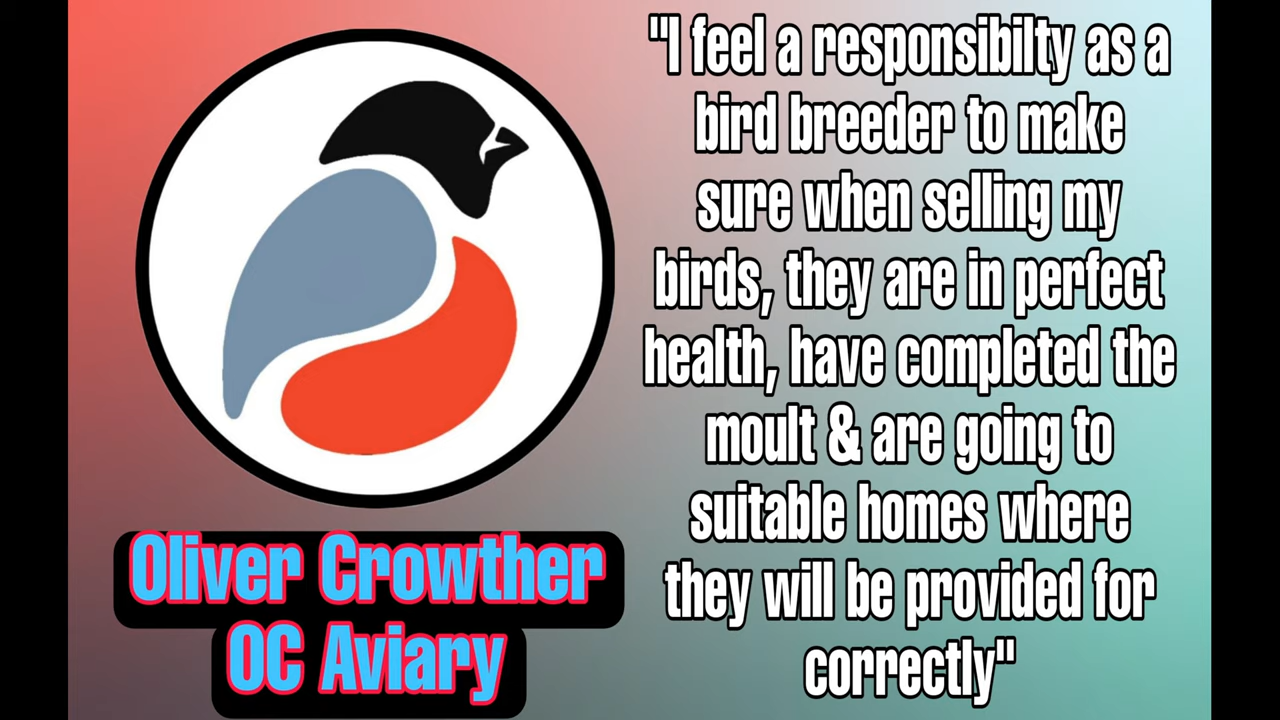 "I feel a responsibilty as a
bird breeder to make
sure when selling my
birds, they are in perfect
health, have completed the
moult & are going to
suitable homes where
they will be provided for
correctly"
Oliver Crowther
OC Aviary